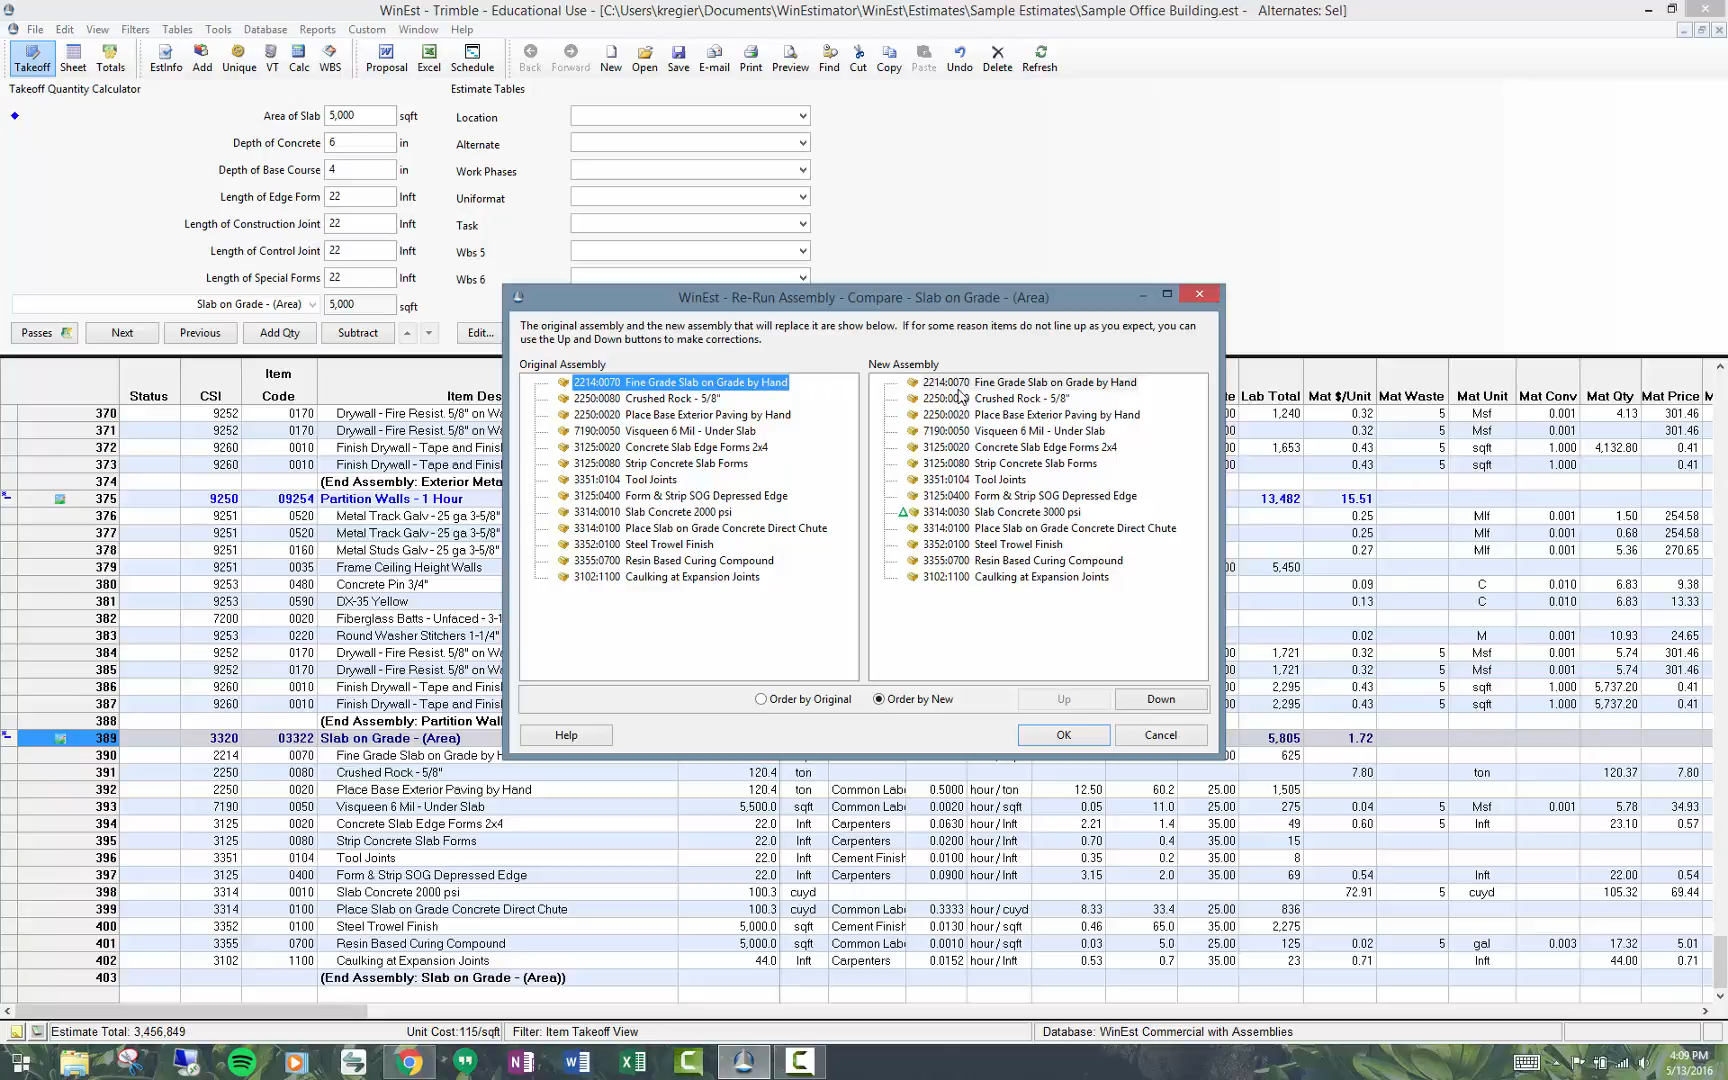 WinEst - Trimble - Educational Use - [C:\Users\kregier\Documents\WinEstimator\WinEst\Estimates\Sample Estimates\Sample Office Building.est - Alternates: Sel]
File Edit View Filters Tables Tools Database Reports Custom Window Help
Takeoff Sheet Totals EstInfo Add Unique VT Calc WBS Proposal Excel Schedule Back Forward New Open Save E-mail Print Preview Find Cut Copy Paste Undo Delete Refresh
Takeoff Quantity Calculator Estimate Tables
Area of Slab 5,000 sqft Location
Depth of Concrete 6 in Alternate
Depth of Base Course 4 in Work Phases
Length of Edge Form 22 lnft Uniformat
Length of Construction Joint 22 lnft Task
Length of Control Joint 22 lnft Wbs 5
Length of Special Forms 22 lnft Wbs 6
Slab on Grade - (Area) 5,000 sqft
Passes Next Previous Add Qty Subtract Edit...
WinEst - Re-Run Assembly - Compare - Slab on Grade - (Area)
The original assembly and the new assembly that will replace it are show below. If for some reason items do not line up as you expect, you can
use the Up and Down buttons to make corrections.
Original Assembly New Assembly
2214:0070 Fine Grade Slab on Grade by Hand 2214:0070 Fine Grade Slab on Grade by Hand
2250:0080 Crushed Rock - 5/8" Crushed Rock - 5/8"
2250:0020 Place Base Exterior Paving by Hand 2250:0020 Place Base Exterior Paving by Hand
7190:0050 Visqueen 6 Mil - Under Slab 7190:0050 Visqueen 6 Mil - Under Slab
3125:0020 Concrete Slab Edge Forms 2x4 3125:0020 Concrete Slab Edge Forms 2x4
3125:0080 Strip Concrete Slab Forms 3125:0080 Strip Concrete Slab Forms
3351:0104 Tool Joints 3351:0104 Tool Joints
3125:0400 Form & Strip SOG Depressed Edge 3125:0400 Form & Strip SOG Depressed Edge
3314:0010 Slab Concrete 2000 psi 3314:0030 Slab Concrete 3000 psi
3314:0100 Place Slab on Grade Concrete Direct Chute 3314:0100 Place Slab on Grade Concrete Direct Chute
3352:0100 Steel Trowel Finish 3352:0100 Steel Trowel Finish
3355:0700 Resin Based Curing Compound 3355:0700 Resin Based Curing Compound
3102:1100 Caulking at Expansion Joints 3102:1100 Caulking at Expansion Joints
Order by Original Order by New Up Down
Help OK Cancel
Item
Status CSI Code Item Des te Lab Total Mat $/Unit Mat Waste Mat Unit Mat Conv Mat Qty Mat Price
370 9252 0170 Drywall - Fire Resist. 5/8" on W 00 1,240 0.32 5 Msf 0.001 4.13 301.46
371 9252 0170 Drywall - Fire Resist. 5/8" on W 0.32 5 Msf 0.001 301.46
372 9260 0010 Finish Drywall - Tape and Finish 00 1,653 0.43 5 sqft 1.000 4,132.80 0.41
373 9260 0010 Finish Drywall - Tape and Finish 0.43 5 sqft 1.000 0.41
374 (End Assembly: Exterior Meta
375 9250 09254 Partition Walls - 1 Hour 13,482 15.51
376 9251 0520 Metal Track Galv - 25 ga 3-5/8" 0.25 Mlf 0.001 1.50 254.58
377 9251 0520 Metal Track Galv - 25 ga 3-5/8" 0.25 Mlf 0.001 0.68 254.58
378 9251 0160 Metal Studs Galv - 25 ga 3-5/8" 0.27 Mlf 0.001 5.36 270.65
379 9251 0035 Frame Ceiling Height Walls 00 5,450
380 9253 0480 Concrete Pin 3/4" 0.09 C 0.010 6.83 9.38
381 9253 0590 DX-35 Yellow 0.13 C 0.010 6.83 13.33
382 7200 0020 Fiberglass Batts - Unfaced - 3-1
383 9253 0220 Round Washer Stitchers 1-1/4" 0.02 M 0.001 10.93 24.65
384 9252 0170 Drywall - Fire Resist. 5/8" on W 00 1,721 0.32 5 Msf 0.001 5.74 301.46
385 9252 0170 Drywall - Fire Resist. 5/8" on W 00 1,721 0.32 5 Msf 0.001 5.74 301.46
386 9260 0010 Finish Drywall - Tape and Finish 00 2,295 0.43 5 sqft 1.000 5,737.20 0.41
387 9260 0010 Finish Drywall - Tape and Finish 00 2,295 0.43 5 sqft 1.000 5,737.20 0.41
388 (End Assembly: Partition Wall
389 3320 03322 Slab on Grade - (Area) 5,805 1.72
390 2214 0070 Fine Grade Slab on Grade by H 00 625
391 2250 0080 Crushed Rock - 5/8" 120.4 ton 7.80 ton 120.37 7.80
392 2250 0020 Place Base Exterior Paving by Hand 120.4 ton Common Labo 0.5000 hour / ton 12.50 60.2 25.00 1,505
393 7190 0050 Visqueen 6 Mil - Under Slab 5,500.0 sqft Common Labo 0.0020 hour / sqft 0.05 11.0 25.00 275 0.04 5 Msf 0.001 5.78 34.93
394 3125 0020 Concrete Slab Edge Forms 2x4 22.0 lnft Carpenters 0.0630 hour / lnft 2.21 1.4 35.00 49 0.60 5 lnft 23.10 0.57
395 3125 0080 Strip Concrete Slab Forms 22.0 lnft Carpenters 0.0200 hour / lnft 0.70 0.4 35.00 15
396 3351 0104 Tool Joints 22.0 lnft Cement Finish 0.0100 hour / lnft 0.35 0.2 35.00 8
397 3125 0400 Form & Strip SOG Depressed Edge 22.0 lnft Carpenters 0.0900 hour / lnft 3.15 2.0 35.00 69 0.54 lnft 22.00 0.54
398 3314 0010 Slab Concrete 2000 psi 100.3 cuyd 72.91 5 cuyd 105.32 69.44
399 3314 0100 Place Slab on Grade Concrete Direct Chute 100.3 cuyd Common Labo 0.3333 hour / cuyd 8.33 33.4 25.00 836
400 3352 0100 Steel Trowel Finish 5,000.0 sqft Cement Finish 0.0130 hour / sqft 0.46 65.0 35.00 2,275
401 3355 0700 Resin Based Curing Compound 5,000.0 sqft Common Labo 0.0010 hour / sqft 0.03 5.0 25.00 125 0.02 5 gal 0.003 17.32 5.01
402 3102 1100 Caulking at Expansion Joints 44.0 lnft Carpenters 0.0152 hour / lnft 0.53 0.7 35.00 23 0.71 lnft 44.00 0.71
403 (End Assembly: Slab on Grade - (Area))
Estimate Total: 3,456,849 Unit Cost:115/sqft Filter: Item Takeoff View Database: WinEst Commercial with Assemblies
4:09 PM
5/13/2016